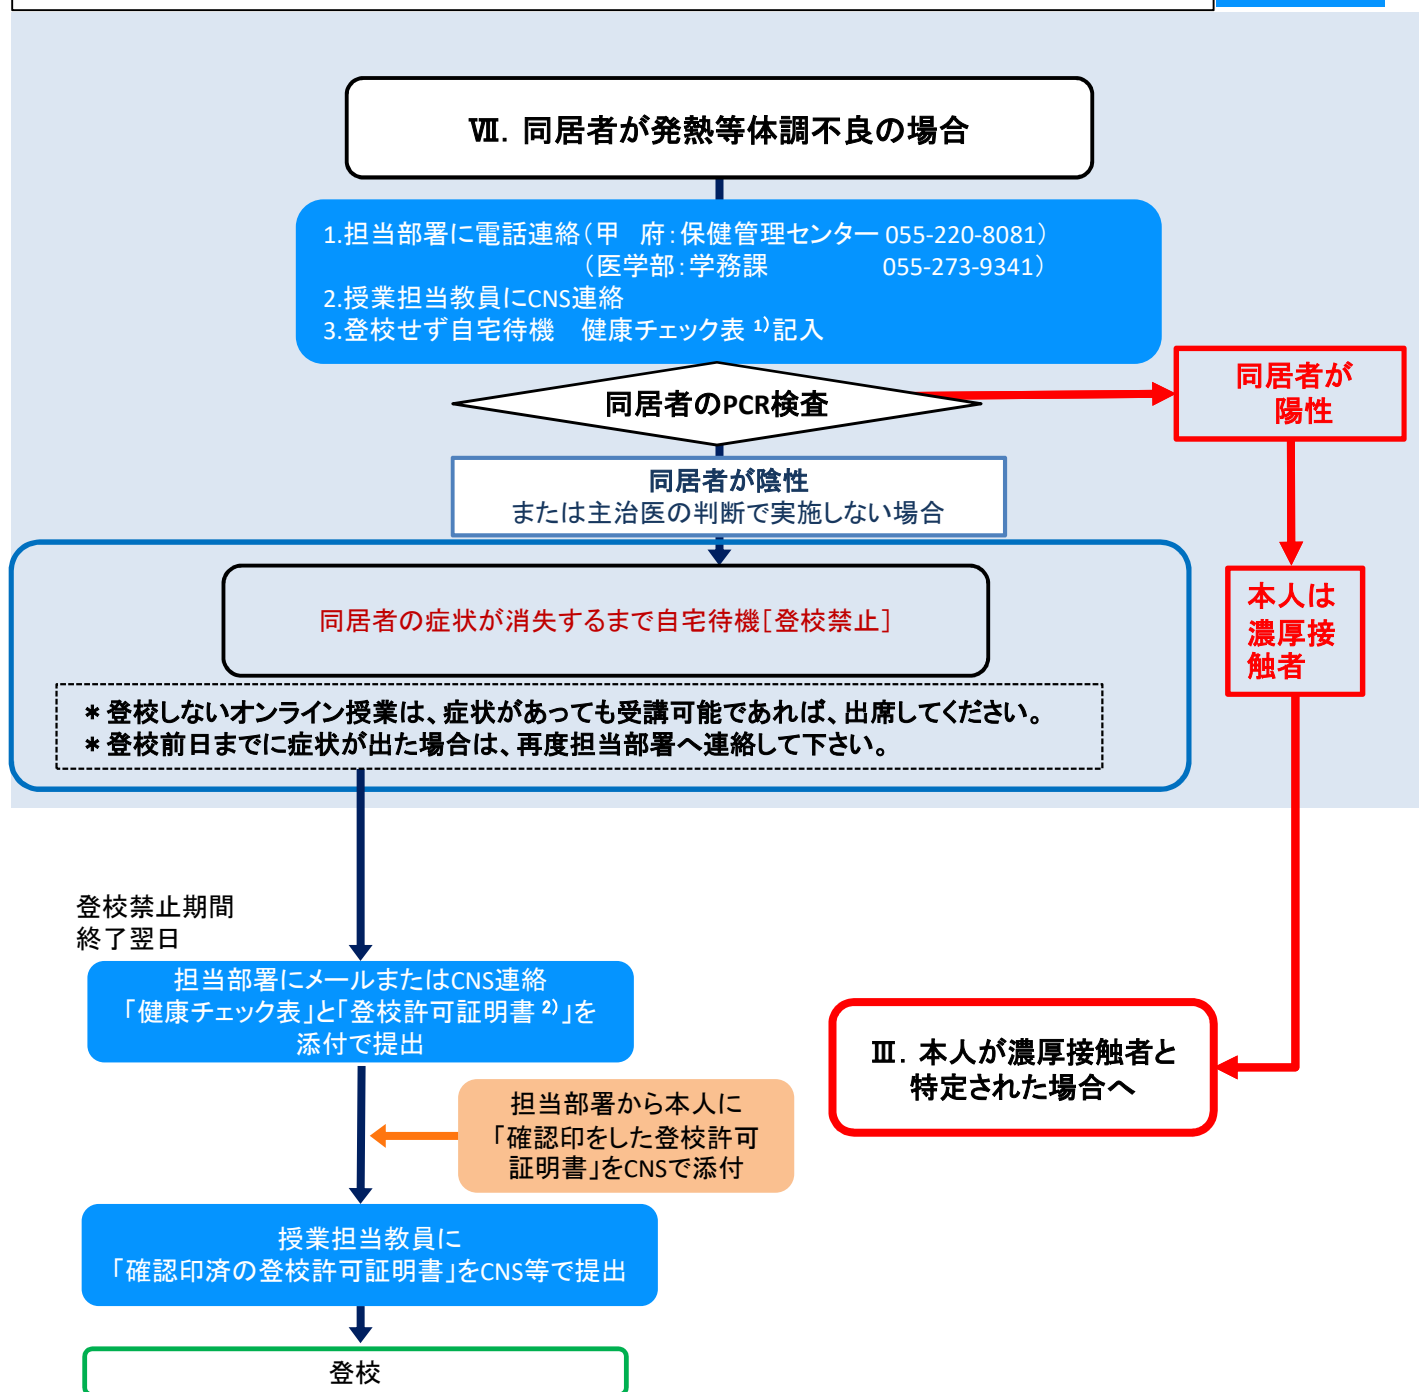 Ⅶ．同居者が発熱等体調不良の場合
1.担当部署に電話連絡（甲　府：保健管理センター 055-220-8081）
（医学部：学務課　　　　055-273-9341）
2.授業担当教員にCNS連絡
3.登校せず自宅待機　健康チェック表 1)記入
同居者のPCR検査
同居者が
陽性
同居者が陰性
または主治医の判断で実施しない場合
同居者の症状が消失するまで自宅待機［登校禁止］
本人は
濃厚接
触者
＊登校しないオンライン授業は、症状があっても受講可能であれば、出席してください。
＊登校前日までに症状が出た場合は、再度担当部署へ連絡して下さい。
登校禁止期間
終了翌日
担当部署にメールまたはCNS連絡
「健康チェック表」と「登校許可証明書 2)」を
添付で提出
Ⅲ．本人が濃厚接触者と
特定された場合へ
担当部署から本人に
「確認印をした登校許可
証明書」をCNSで添付
授業担当教員に
「確認印済の登校許可証明書」をCNS等で提出
登校